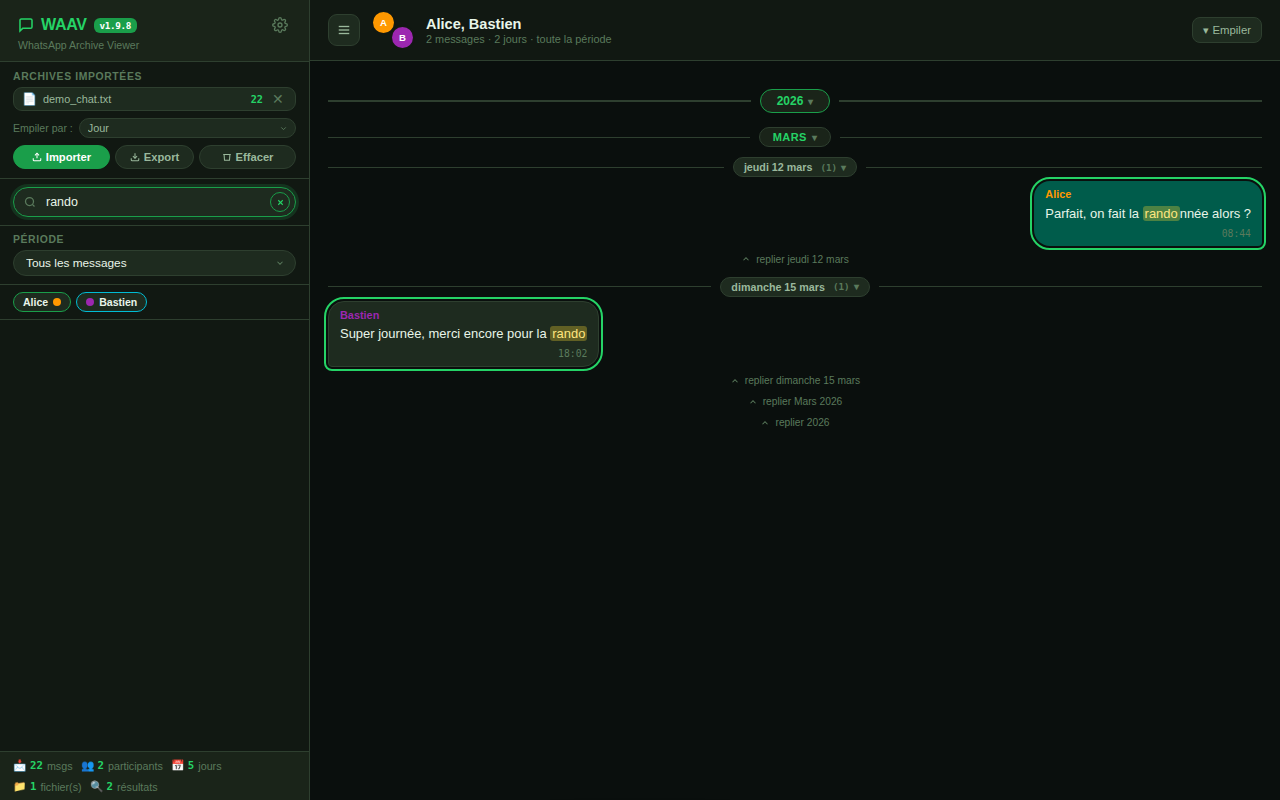 WAAV v1.9.8
WhatsApp Archive Viewer
ARCHIVES IMPORTÉES
demo_chat.txt 22
Empiler par : Jour
Importer Export Effacer
rando
PÉRIODE
Tous les messages
Alice Bastien
22 msgs 2 participants 5 jours
1 fichier(s) 2 résultats
A
B
Alice, Bastien
2 messages · 2 jours · toute la période
▾ Empiler
2026 ▾
MARS ▾
jeudi 12 mars (1) ▾
Alice
Parfait, on fait la randonnée alors ?
08:44
replier jeudi 12 mars
dimanche 15 mars (1) ▾
Bastien
Super journée, merci encore pour la rando
18:02
replier dimanche 15 mars
replier Mars 2026
replier 2026